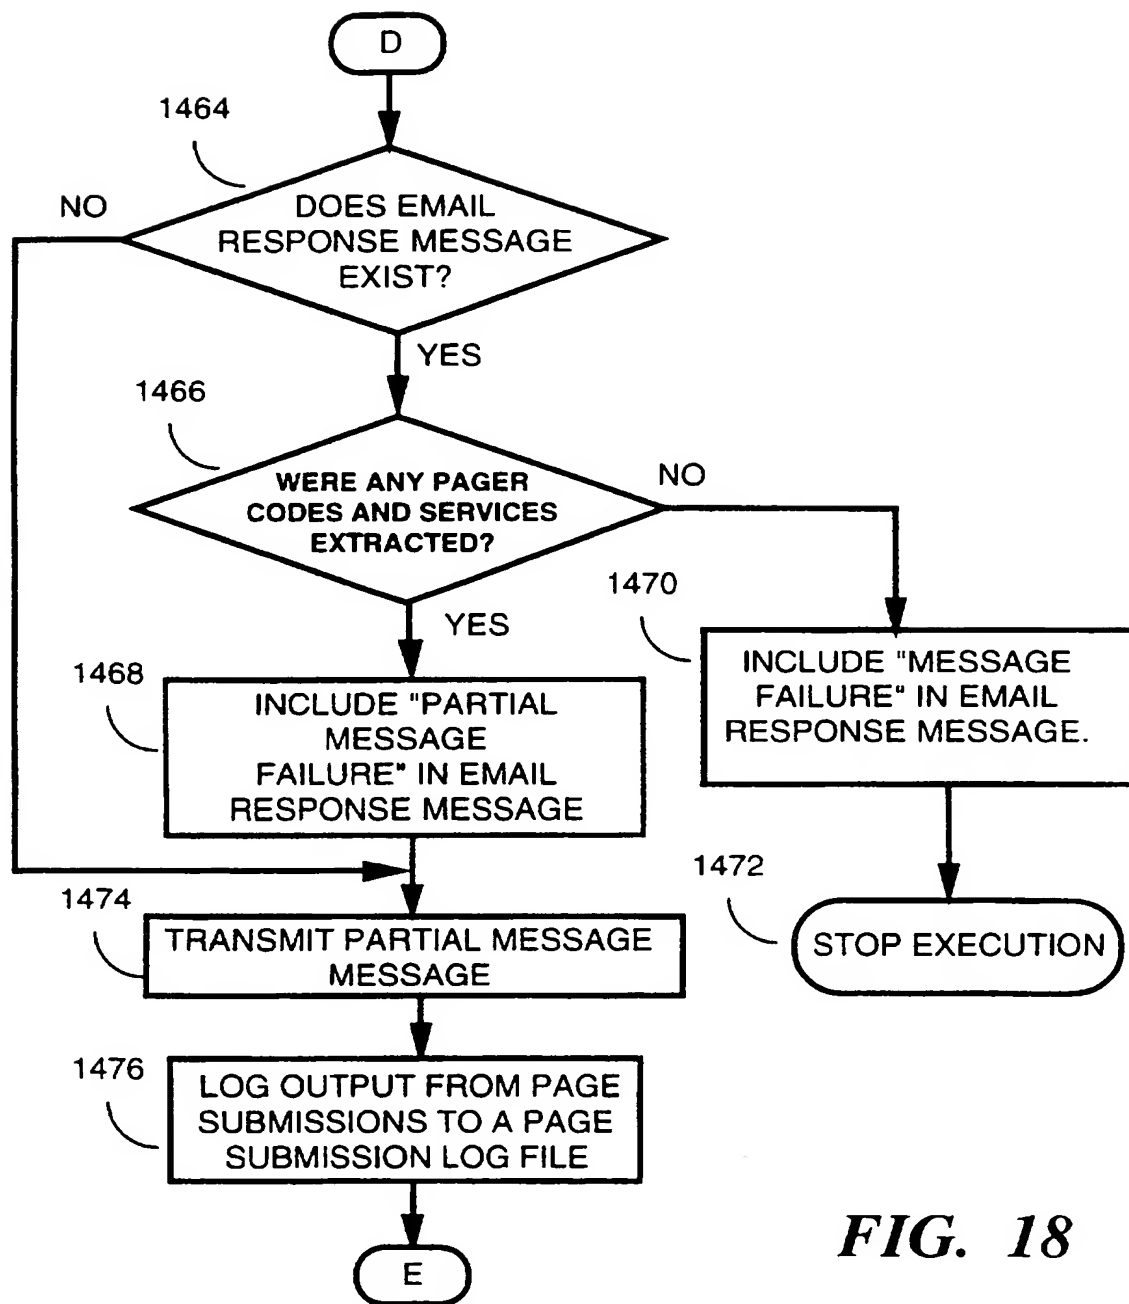 D
1464
NO
DOES EMAIL
RESPONSE MESSAGE
EXIST?
YES
1466
WERE ANY PAGER
CODES AND SERVICES
EXTRACTED?
NO
YES
1470
INCLUDE "MESSAGE
FAILURE" IN EMAIL
RESPONSE MESSAGE.
1468
INCLUDE "PARTIAL
MESSAGE
FAILURE" IN EMAIL
RESPONSE MESSAGE
1472
STOP EXECUTION
1474
TRANSMIT PARTIAL MESSAGE
MESSAGE
1476
LOG OUTPUT FROM PAGE
SUBMISSIONS TO A PAGE
SUBMISSION LOG FILE
E
FIG. 18